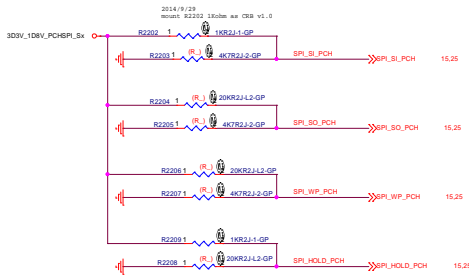 2014/9/29
mount R2202 1Kohm as CRB v1.0
R2202 1 1KR2J-1-GP
3D3V_1D8V_PCHSPI_Sx
R2203 1 (R_) 4K7R2J-2-GP SPI_SI_PCH SPI_SI_PCH 15,25
R2204 1 (R_) 20KR2J-L2-GP
R2205 1 (R_) 4K7R2J-2-GP SPI_SO_PCH SPI_SO_PCH 15,25
R2206 1 (R_) 20KR2J-L2-GP
R2207 1 (R_) 4K7R2J-2-GP SPI_WP_PCH SPI_WP_PCH 15,25
R2209 1 1KR2J-1-GP
R2208 1 (R_) 20KR2J-L2-GP SPI_HOLD_PCH SPI_HOLD_PCH 15,25